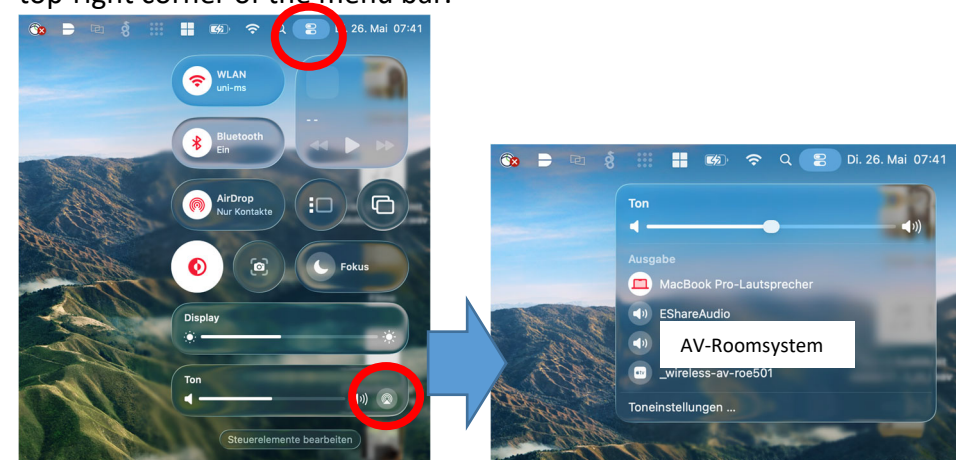 top-right corner of the menu bar.
26. Mai 07:41
WLAN
uni-ms
--
Bluetooth
Ein
AirDrop
Nur Kontakte
Fokus
Display
Ton
Steuerelemente bearbeiten
Di. 26. Mai 07:41
Ton
Ausgabe
MacBook Pro-Lautsprecher
EShareAudio
AV-Roomsystem
_wireless-av-roe501
Toneinstellungen ...